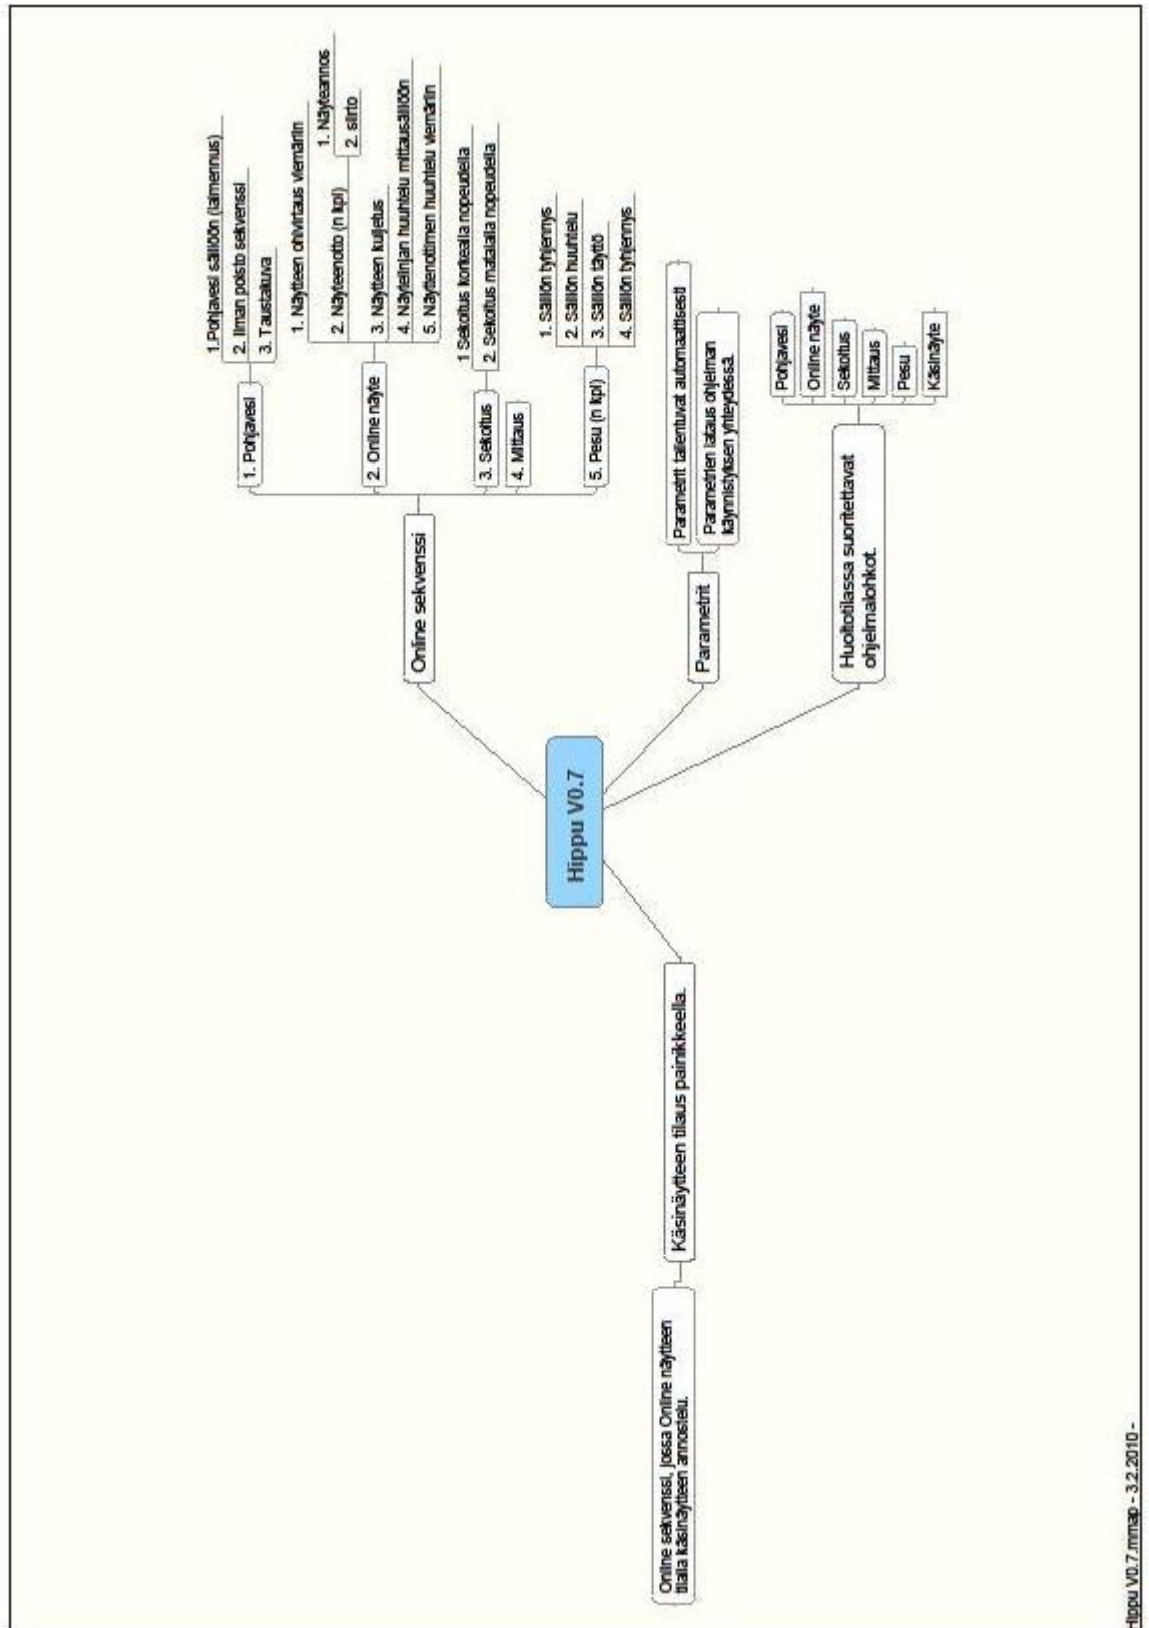 Hippu V0.7
Online sekvenssi
1. Pohjavesi
1.Pohjavesi säiliöön (laimennus)
2. Ilman poisto sekvenssi
3. Taustakuva
2. Online näyte
1. Näytteen ohivirtaus viemäriin
2. Näytteenotto (n kpl)
1. Näyteannos
2. siirto
3. Näytteen kuljetus
4. Näytelinjan huuhtelu mittausäiliöön
5. Näyttenottimen huuhtelu viemäriin
3. Sekoitus
1 Sekoitus korkealla nopeudella
2. Sekoitus matalalla nopeudella
4. Mittaus
5. Pesu (n kpl)
1. Säiliön tyhjennys
2. Säiliön huuhtelu
3. Säiliön täyttö
4. Säiliön tyhjennys
Parametrit
Parametrit tallentuvat automaattisesti
Parametrien lataus ohjelman
käynnistyksen yhteydessä.
Huoltotilassa suoritettavat
ohjelmalohkot.
Pohjavesi
Online näyte
Sekoitus
Mittaus
Pesu
Käsinäyte
Käsinäytteen tilaus painikkeella.
Online sekvenssi, jossa Online näytteen
tilalla käsinäytteen annostelu.
Hippu V0.7.mmap - 3.2.2010 -